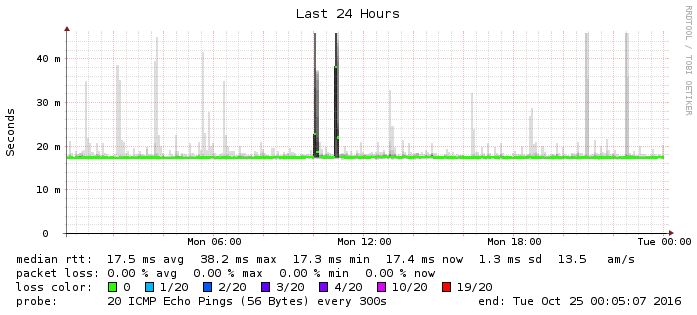 Last 24 Hours
RRDTOOL / TOBI OETIKER
Seconds
40 m
30 m
20 m
10 m
0
Mon 06:00 Mon 12:00 Mon 18:00 Tue 00:00
median rtt: 17.5 ms avg 38.2 ms max 17.3 ms min 17.4 ms now 1.3 ms sd 13.5 am/s
packet loss: 0.00 % avg 0.00 % max 0.00 % min 0.00 % now
loss color: 0 1/20 2/20 3/20 4/20 10/20 19/20
probe: 20 ICMP Echo Pings (56 Bytes) every 300s end: Tue Oct 25 00:05:07 2016